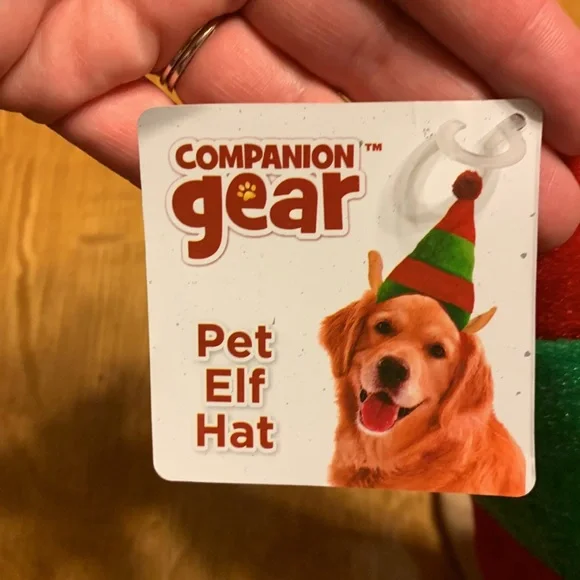 COMPANION™
gear
Pet
Elf
Hat